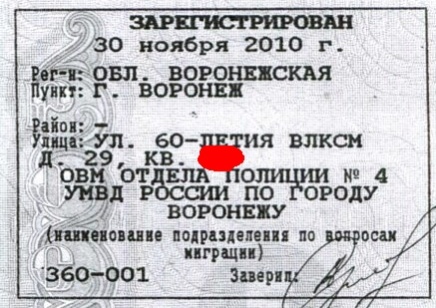 ЗАРЕГИСТРИРОВАН
30 ноября 2010 г.
Рег-н: ОБЛ. ВОРОНЕЖСКАЯ
Пункт: Г. ВОРОНЕЖ
Район: –
Улица: УЛ. 60-ЛЕТИЯ ВЛКСМ
Д. 29, КВ.
ОВМ ОТДЕЛА ПОЛИЦИИ № 4
УМВД РОССИИ ПО ГОРОДУ
ВОРОНЕЖУ
(наименование подразделения по вопросам
миграции)
360-001 Заверил: